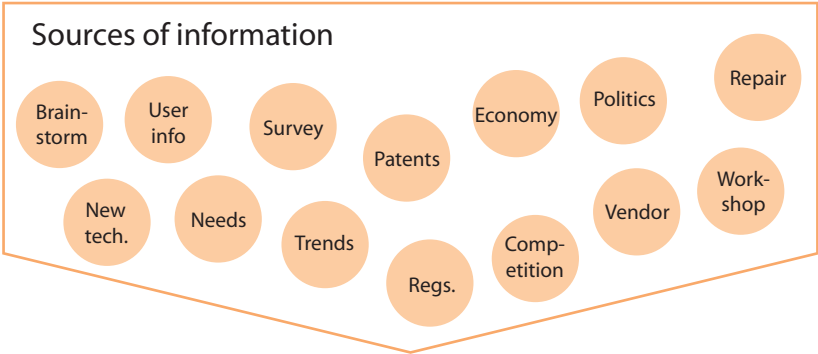 Sources of information
Brain-
storm
User
info
Survey
Patents
Economy
Politics
Repair
New
tech.
Needs
Trends
Regs.
Comp-
etition
Vendor
Work-
shop